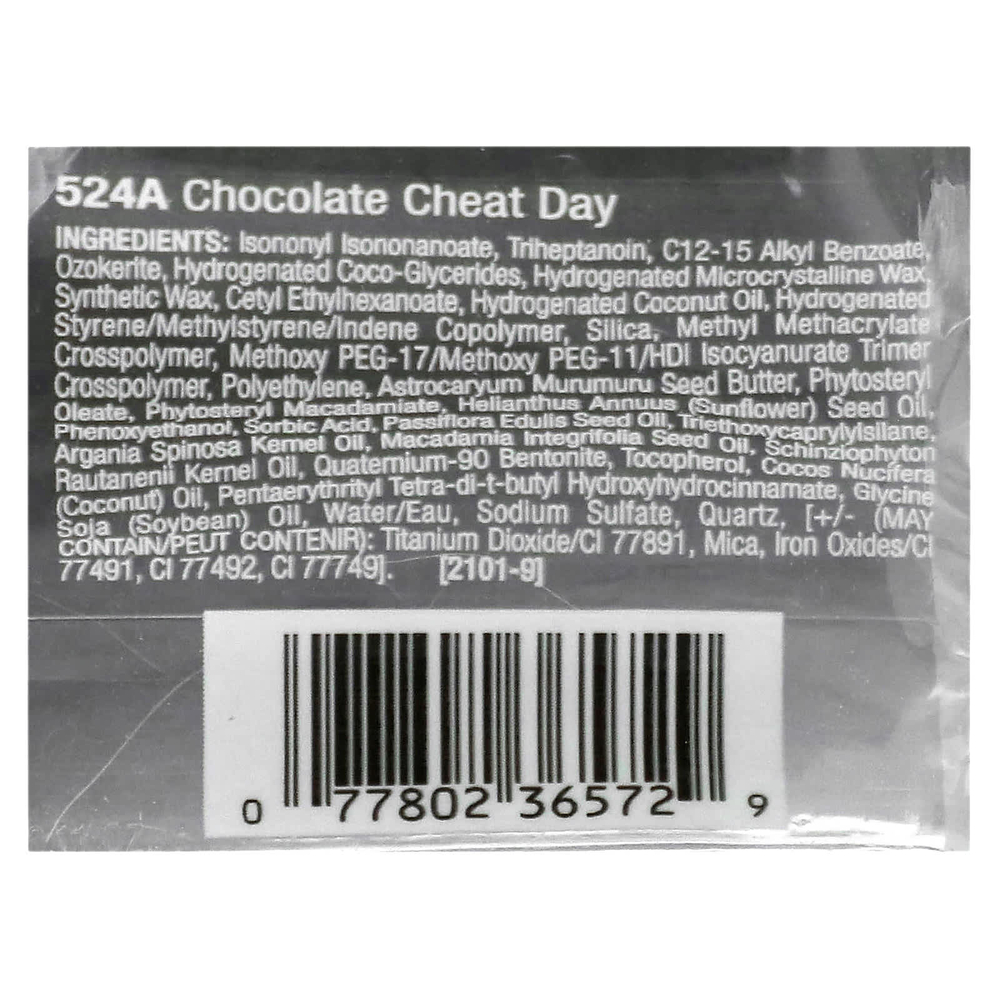 524A Chocolate Cheat Day
INGREDIENTS: Isononyl Isononanoate, Triheptanoin, C12-15 Alkyl Benzoate,
Ozokerite, Hydrogenated Coco-Glycerides, Hydrogenated Microcrystalline Wax,
Synthetic Wax, Cetyl Ethylhexanoate, Hydrogenated Coconut Oil, Hydrogenated
Styrene/Methylstyrene/Indene Copolymer, Silica, Methyl Methacrylate
Crosspolymer, Methoxy PEG-17/Methoxy PEG-11/HDI Isocyanurate Trimer
Crosspolymer, Polyethylene, Astrocaryum Murumuru Seed Butter, Phytosteryl
Oleate, Phytosteryl Macadamiate, Helianthus Annuus (Sunflower) Seed Oil,
Phenoxyethanol, Sorbic Acid, Passiflora Edulis Seed Oil, Triethoxycaprylylsilane,
Argania Spinosa Kernel Oil, Macadamia Integrifolia Seed Oil, Schinziophyton
Rautanenii Kernel Oil, Quaternium-90 Bentonite, Tocopherol, Cocos Nucifera
(Coconut) Oil, Pentaerythrityl Tetra-di-t-butyl Hydroxyhydrocinnamate, Glycine
Soja (Soybean) Oil, Water/Eau, Sodium Sulfate, Quartz, [+/- (MAY
CONTAIN/PEUT CONTENIR): Titanium Dioxide/CI 77891, Mica, Iron Oxides/CI
77491, CI 77492, CI 77749]. [2101-9]
0 77802 36572 9